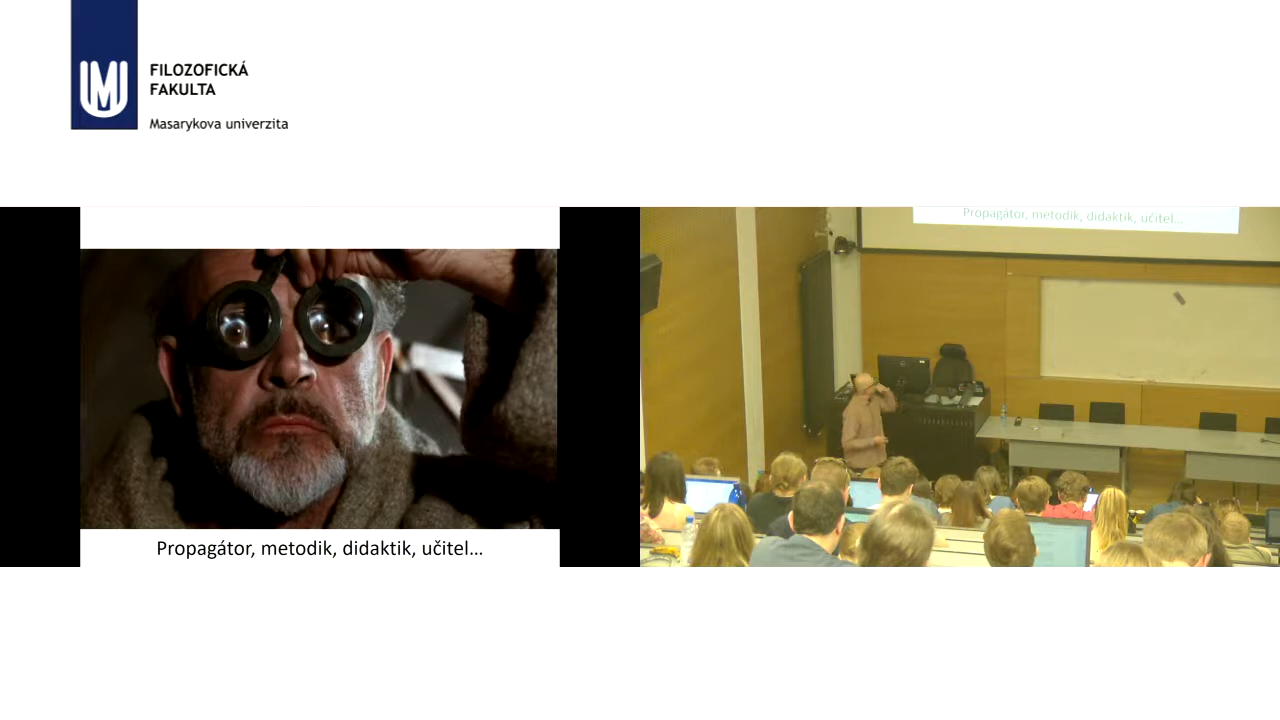 FILOZOFICKÁ
FAKULTA
Masarykova univerzita
Propagátor, metodik, didaktik, učitel...
Propagátor, metodik, didaktik, učitel...